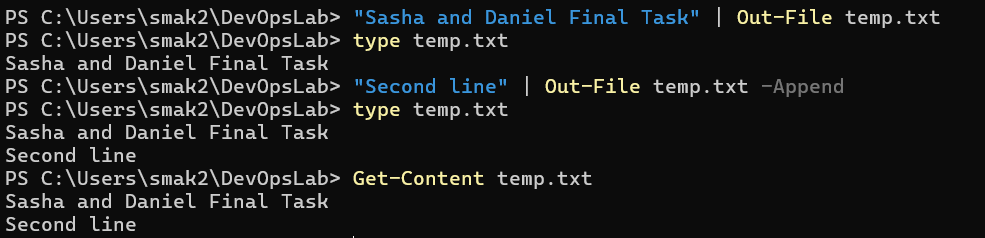 PS C:\Users\smak2\DevOpsLab> "Sasha and Daniel Final Task" | Out-File temp.txt
PS C:\Users\smak2\DevOpsLab> type temp.txt
Sasha and Daniel Final Task
PS C:\Users\smak2\DevOpsLab> "Second line" | Out-File temp.txt -Append
PS C:\Users\smak2\DevOpsLab> type temp.txt
Sasha and Daniel Final Task
Second line
PS C:\Users\smak2\DevOpsLab> Get-Content temp.txt
Sasha and Daniel Final Task
Second line